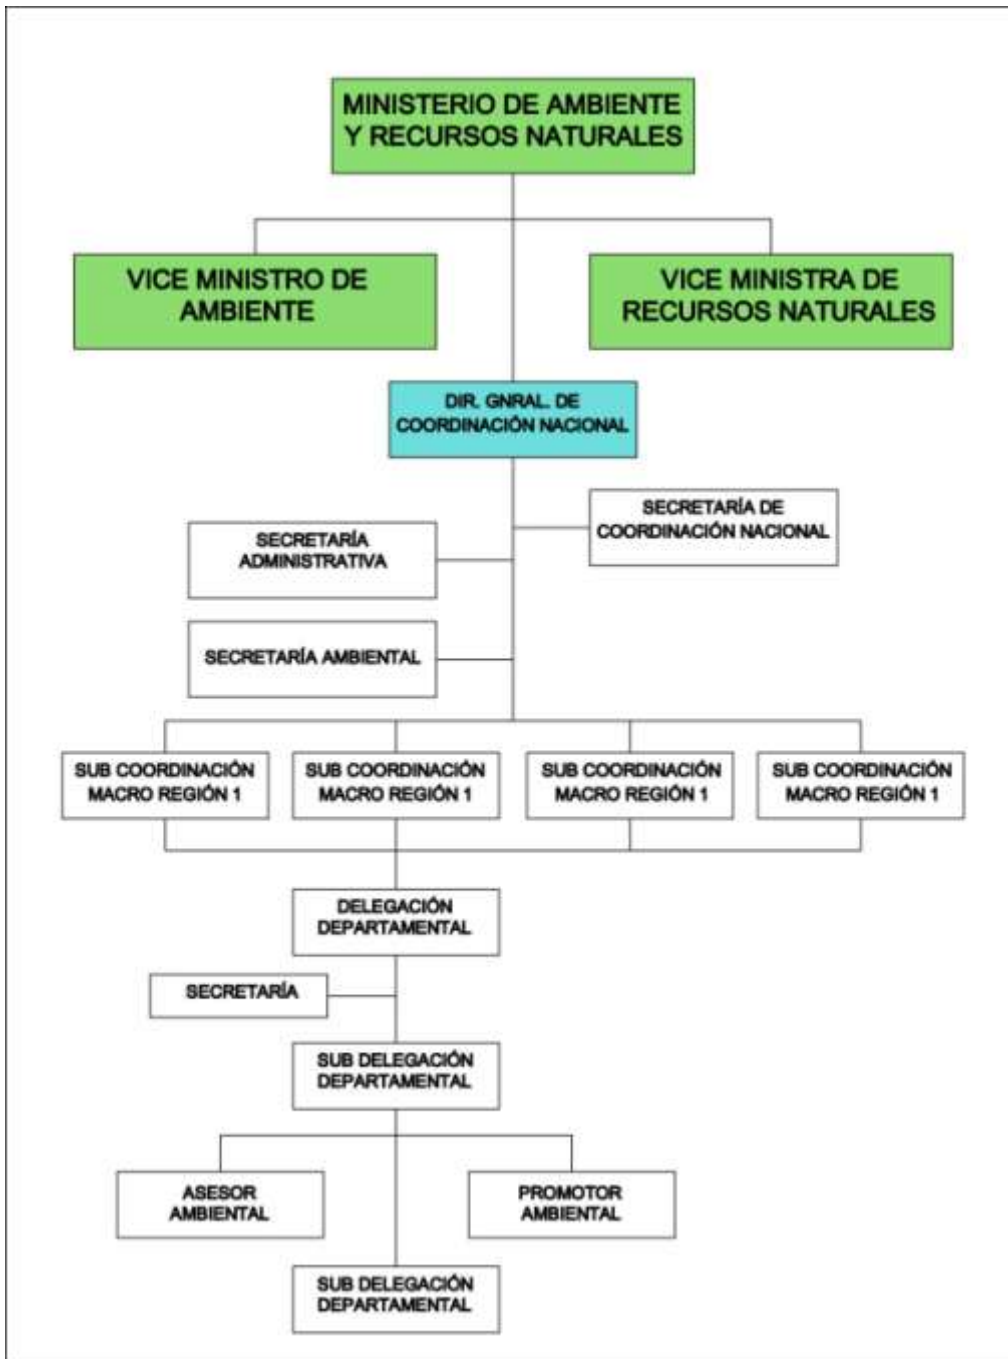 MINISTERIO DE AMBIENTE
Y RECURSOS NATURALES
VICE MINISTRO DE
AMBIENTE
VICE MINISTRA DE
RECURSOS NATURALES
DIR. GNRAL. DE
COORDINACIÓN NACIONAL
SECRETARÍA DE
COORDINACIÓN NACIONAL
SECRETARÍA
ADMINISTRATIVA
SECRETARÍA AMBIENTAL
SUB COORDINACIÓN
MACRO REGIÓN 1
SUB COORDINACIÓN
MACRO REGIÓN 1
SUB COORDINACIÓN
MACRO REGIÓN 1
SUB COORDINACIÓN
MACRO REGIÓN 1
DELEGACIÓN
DEPARTAMENTAL
SECRETARÍA
SUB DELEGACIÓN
DEPARTAMENTAL
ASESOR
AMBIENTAL
PROMOTOR
AMBIENTAL
SUB DELEGACIÓN
DEPARTAMENTAL